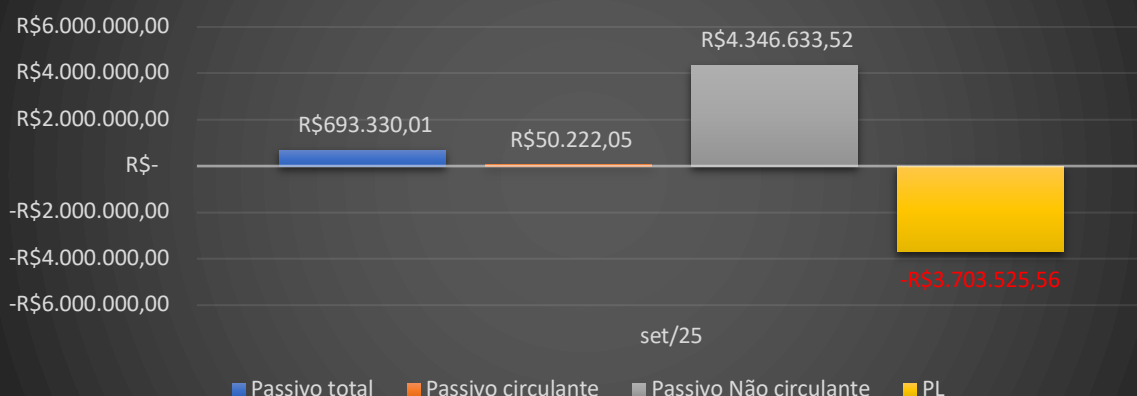 R$6.000.000,00
R$4.346.633,52
R$4.000.000,00
R$2.000.000,00
R$693.330,01
R$50.222,05
R$-
-R$2.000.000,00
-R$4.000.000,00
-R$3.703.525,56
-R$6.000.000,00
set/25
Passivo total Passivo circulante Passivo Não circulante PL